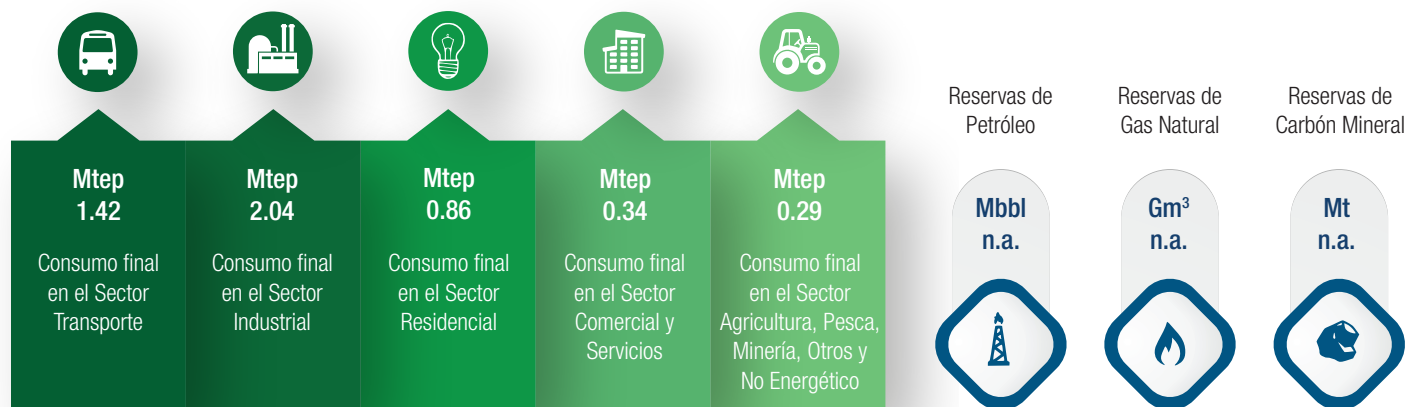 Mtep
1.42
Consumo final
en el Sector
Transporte
Mtep
2.04
Consumo final
en el Sector
Industrial
Mtep
0.86
Consumo final
en el Sector
Residencial
Mtep
0.34
Consumo final
en el Sector
Comercial y
Servicios
Mtep
0.29
Consumo final
en el Sector
Agricultura, Pesca,
Minería, Otros y
No Energético
Reservas de
Petróleo
Mbbl
n.a.
Reservas de
Gas Natural
Gm³
n.a.
Reservas de
Carbón Mineral
Mt
n.a.